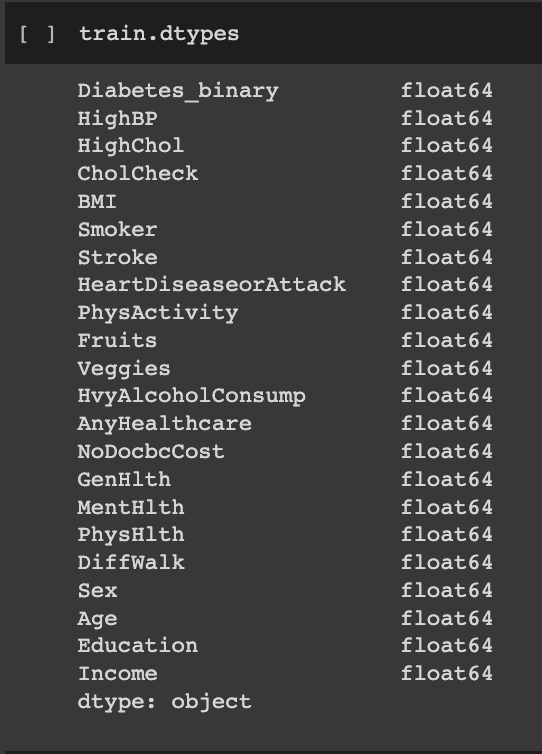 [ ] train.dtypes
Diabetes_binary float64
HighBP float64
HighChol float64
CholCheck float64
BMI float64
Smoker float64
Stroke float64
HeartDiseaseorAttack float64
PhysActivity float64
Fruits float64
Veggies float64
HvyAlcoholConsump float64
AnyHealthcare float64
NoDocbcCost float64
GenHlth float64
MentHlth float64
PhysHlth float64
DiffWalk float64
Sex float64
Age float64
Education float64
Income float64
dtype: object